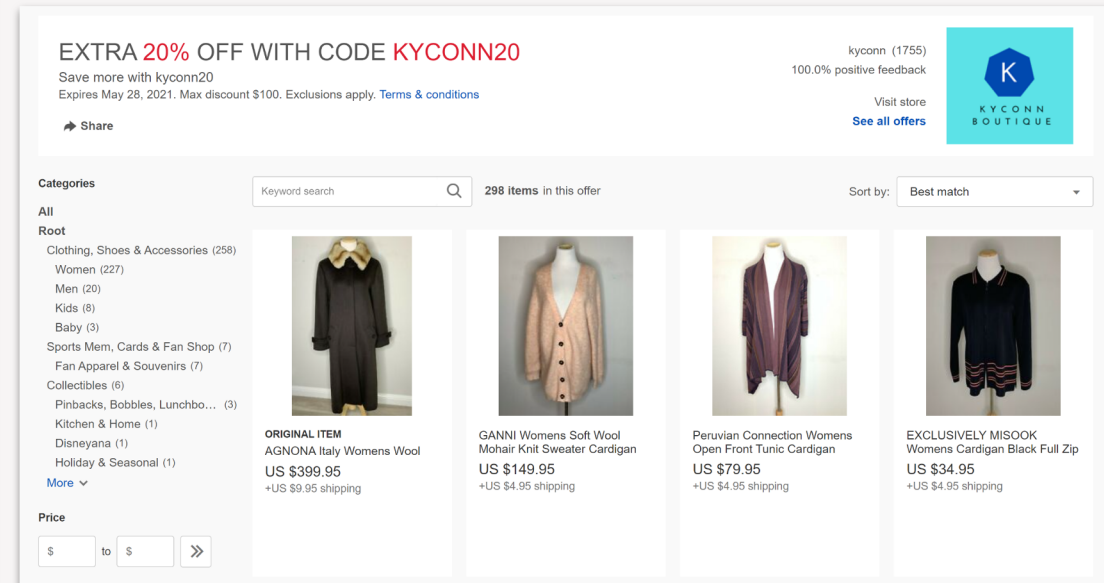 EXTRA 20% OFF WITH CODE KYCONN20
Save more with kyconn20
Expires May 28, 2021. Max discount $100. Exclusions apply. Terms & conditions
Share
kyconn (1755)
100.0% positive feedback
Visit store
See all offers
K
KYCONN
BOUTIQUE
Categories
All
Root
Clothing, Shoes & Accessories (258)
Women (227)
Men (20)
Kids (8)
Baby (3)
Sports Mem, Cards & Fan Shop (7)
Fan Apparel & Souvenirs (7)
Collectibles (6)
Pinbacks, Bobbles, Lunchbo... (3)
Kitchen & Home (1)
Disneyana (1)
Holiday & Seasonal (1)
More
Price
$ to $
Keyword search
298 items in this offer
Sort by: Best match
ORIGINAL ITEM
AGNONA Italy Womens Wool
US $399.95
+US $9.95 shipping
GANNI Womens Soft Wool
Mohair Knit Sweater Cardigan
US $149.95
+US $4.95 shipping
Peruvian Connection Womens
Open Front Tunic Cardigan
US $79.95
+US $4.95 shipping
EXCLUSIVELY MISOOK
Womens Cardigan Black Full Zip
US $34.95
+US $4.95 shipping